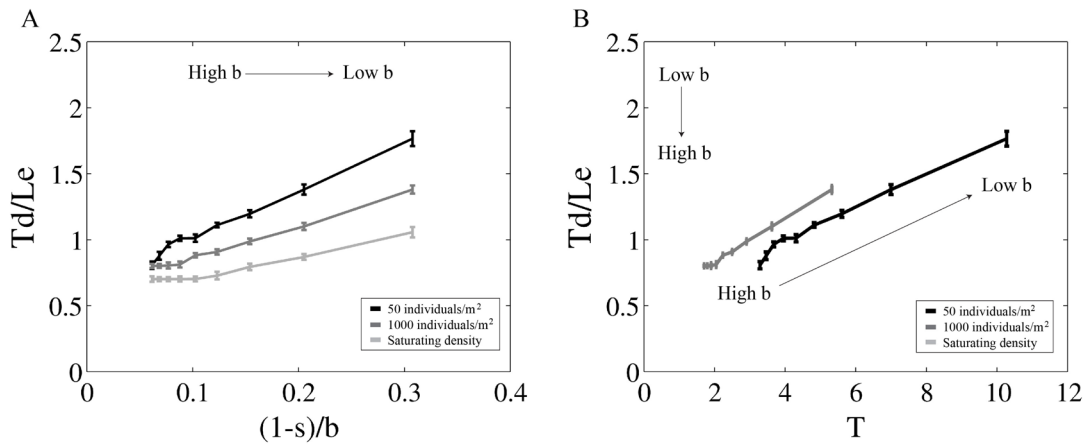 A
2.5
2
1.5
1
0.5
0
Td/Le
High b
Low b
50 individuals/m²
1000 individuals/m²
Saturating density
0
0.1
0.2
0.3
0.4
(1-s)/b
B
2.5
2
1.5
1
0.5
0
Td/Le
Low b
High b
Low b
High b
50 individuals/m²
1000 individuals/m²
Saturating density
0
2
4
6
8
10
12
T